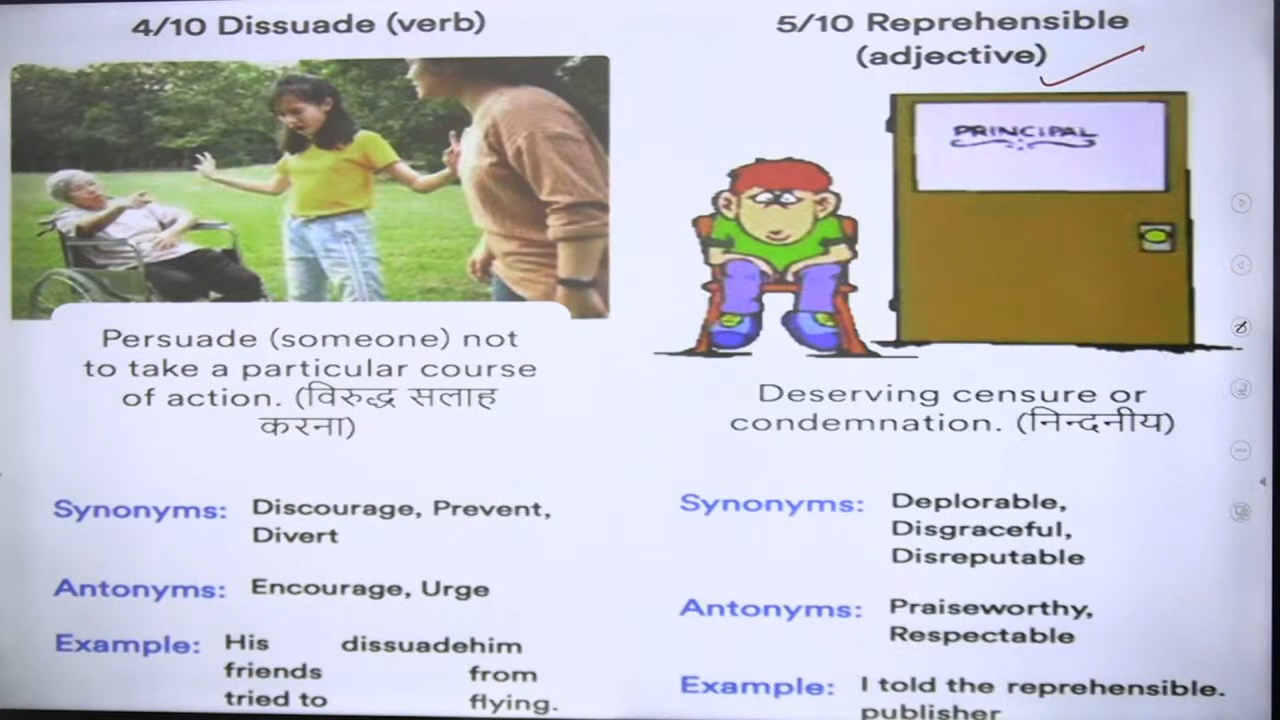 4/10 Dissuade (verb)
Persuade (someone) not
to take a particular course
of action. (विरुद्ध सलाह
करना)
Synonyms: Discourage, Prevent,
Divert
Antonyms: Encourage, Urge
Example: His dissuadehim
friends from
tried to flying.
5/10 Reprehensible
(adjective)
PRINCIPAL
Deserving censure or
condemnation. (निन्दनीय)
Synonyms: Deplorable,
Disgraceful,
Disreputable
Antonyms: Praiseworthy,
Respectable
Example: I told the reprehensible.
publisher